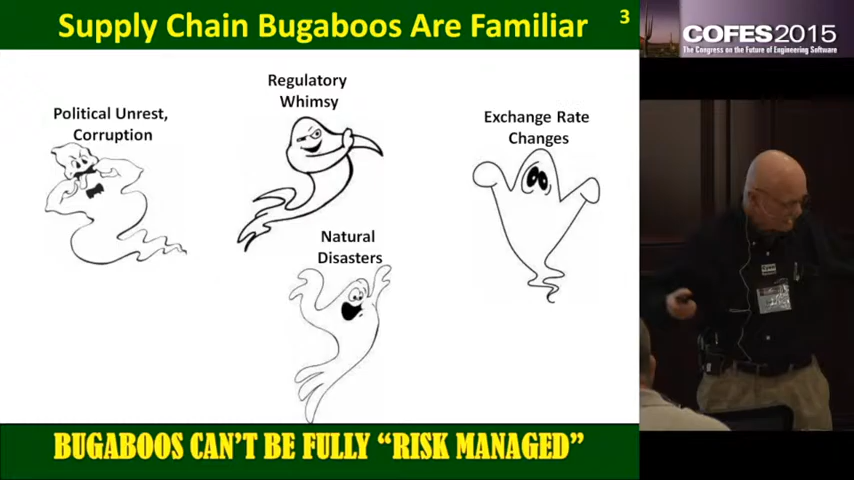 Supply Chain Bugaboos Are Familiar
3
COFES2015
The Congress on the Future of Engineering Software
Regulatory
Whimsy
Political Unrest,
Corruption
Exchange Rate
Changes
Natural
Disasters
BUGABOOS CAN'T BE FULLY “RISK MANAGED”